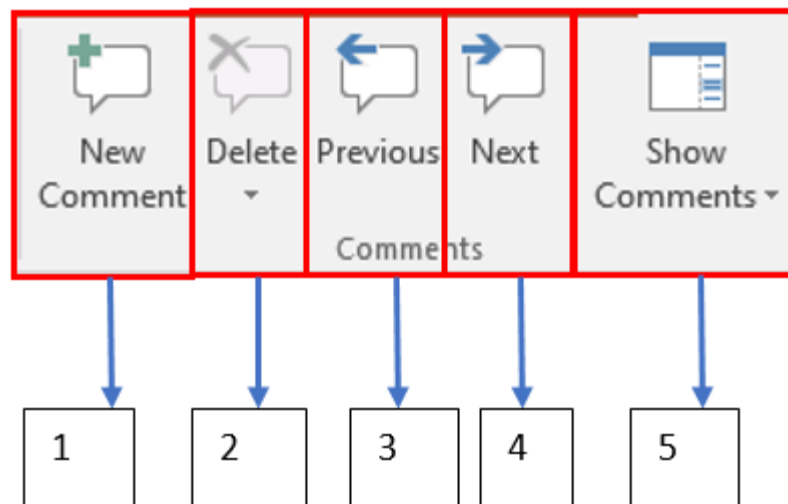 New Comment
Delete
Previous
Next
Show Comments
Comments
1
2
3
4
5